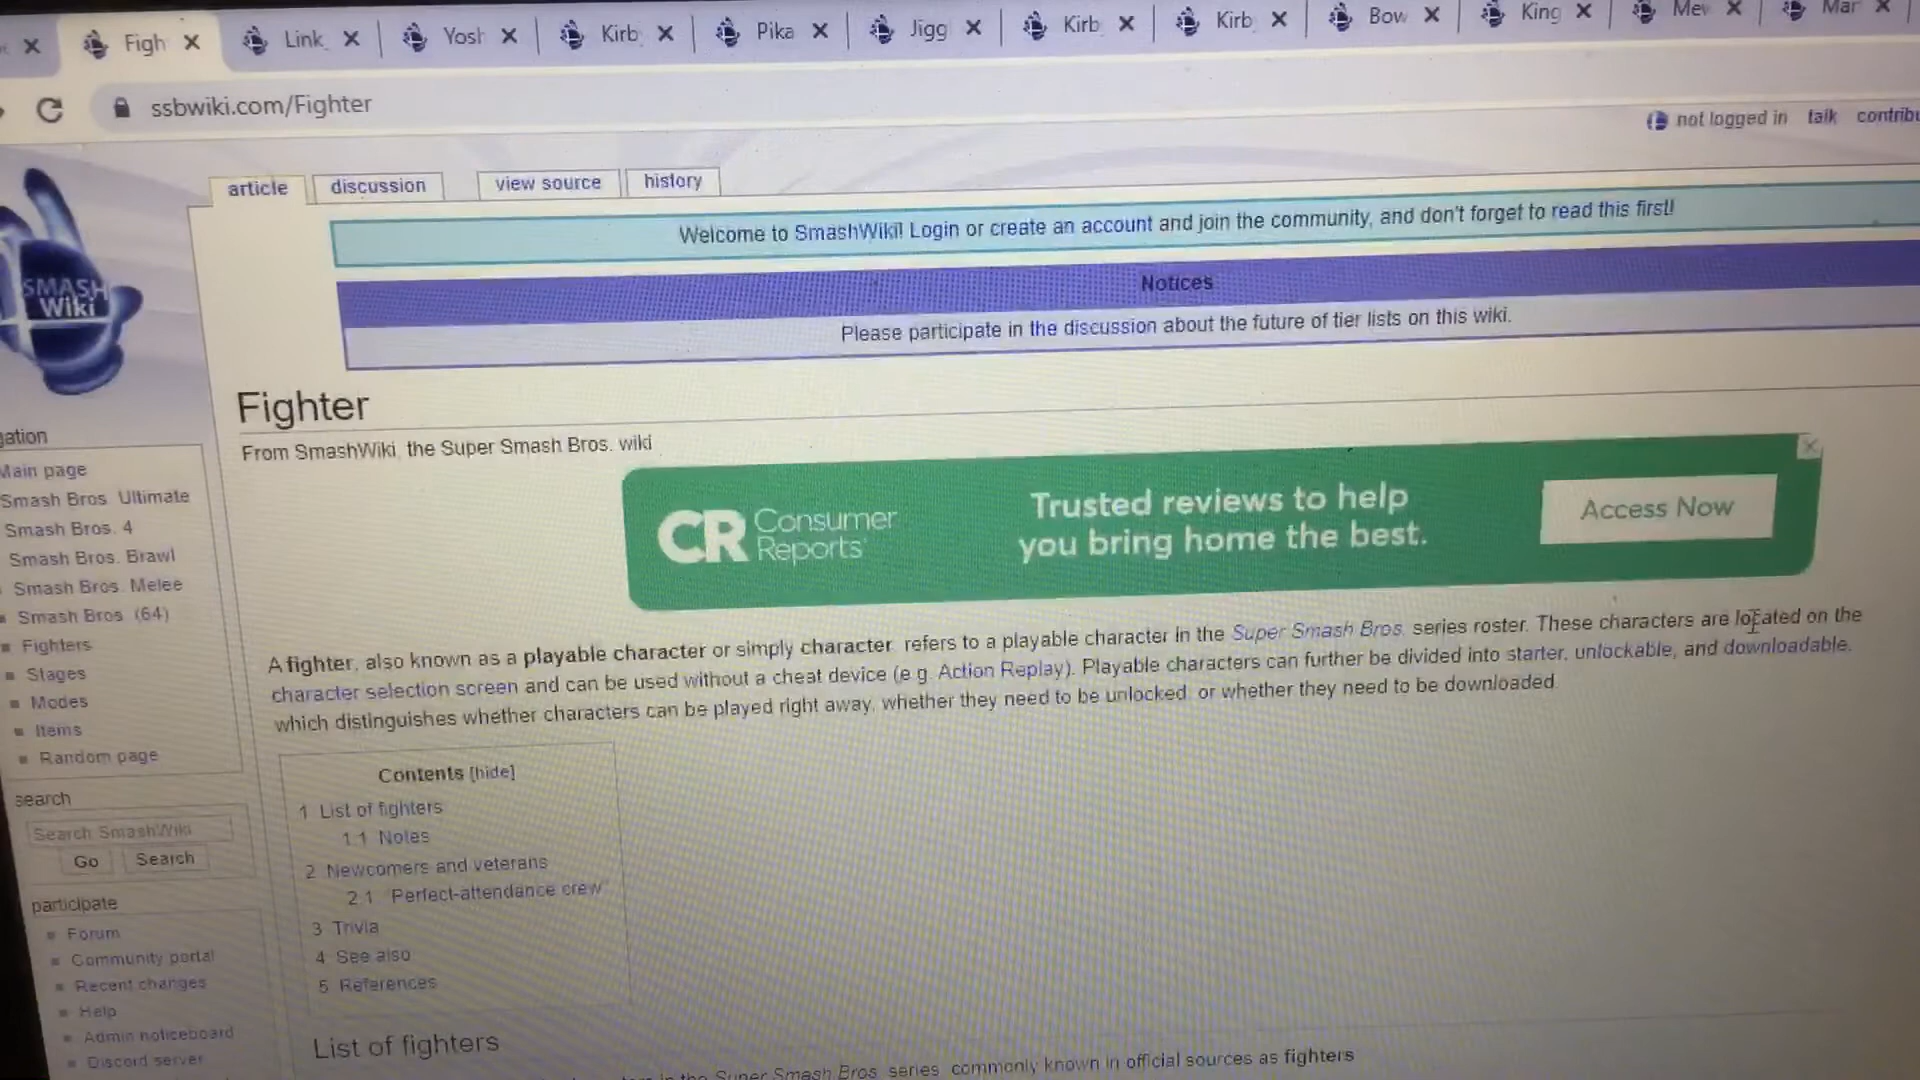 Figh
Link
Yosh
Kirb
Pika
Jigg
Kirb
Kirb
Bow
King
Mew
Mar
ssbwiki.com/Fighter
not logged in talk contribu
article discussion view source history
Welcome to SmashWiki! Login or create an account and join the community, and don't forget to read this first!
Notices
Please participate in the discussion about the future of tier lists on this wiki.
SMASH
Wiki
Fighter
From SmashWiki, the Super Smash Bros. wiki
CR Consumer
Reports
Trusted reviews to help
you bring home the best.
Access Now
A fighter, also known as a playable character or simply character, refers to a playable character in the Super Smash Bros. series roster. These characters are located on the
character selection screen and can be used without a cheat device (e.g. Action Replay). Playable characters can further be divided into starter, unlockable, and downloadable,
which distinguishes whether characters can be played right away, whether they need to be unlocked, or whether they need to be downloaded.
Contents [hide]
1 List of fighters
1.1 Notes
2 Newcomers and veterans
2.1 "Perfect-attendance crew"
3 Trivia
4 See also
5 References
List of fighters
in the Super Smash Bros. series, commonly known in official sources as fighters
gation
Main page
Smash Bros. Ultimate
Smash Bros. 4
Smash Bros. Brawl
Smash Bros. Melee
Smash Bros. (64)
Fighters
Stages
Modes
Items
Random page
search
Search SmashWiki
Go Search
participate
Forum
Community portal
Recent changes
Help
Admin noticeboard
Discord server